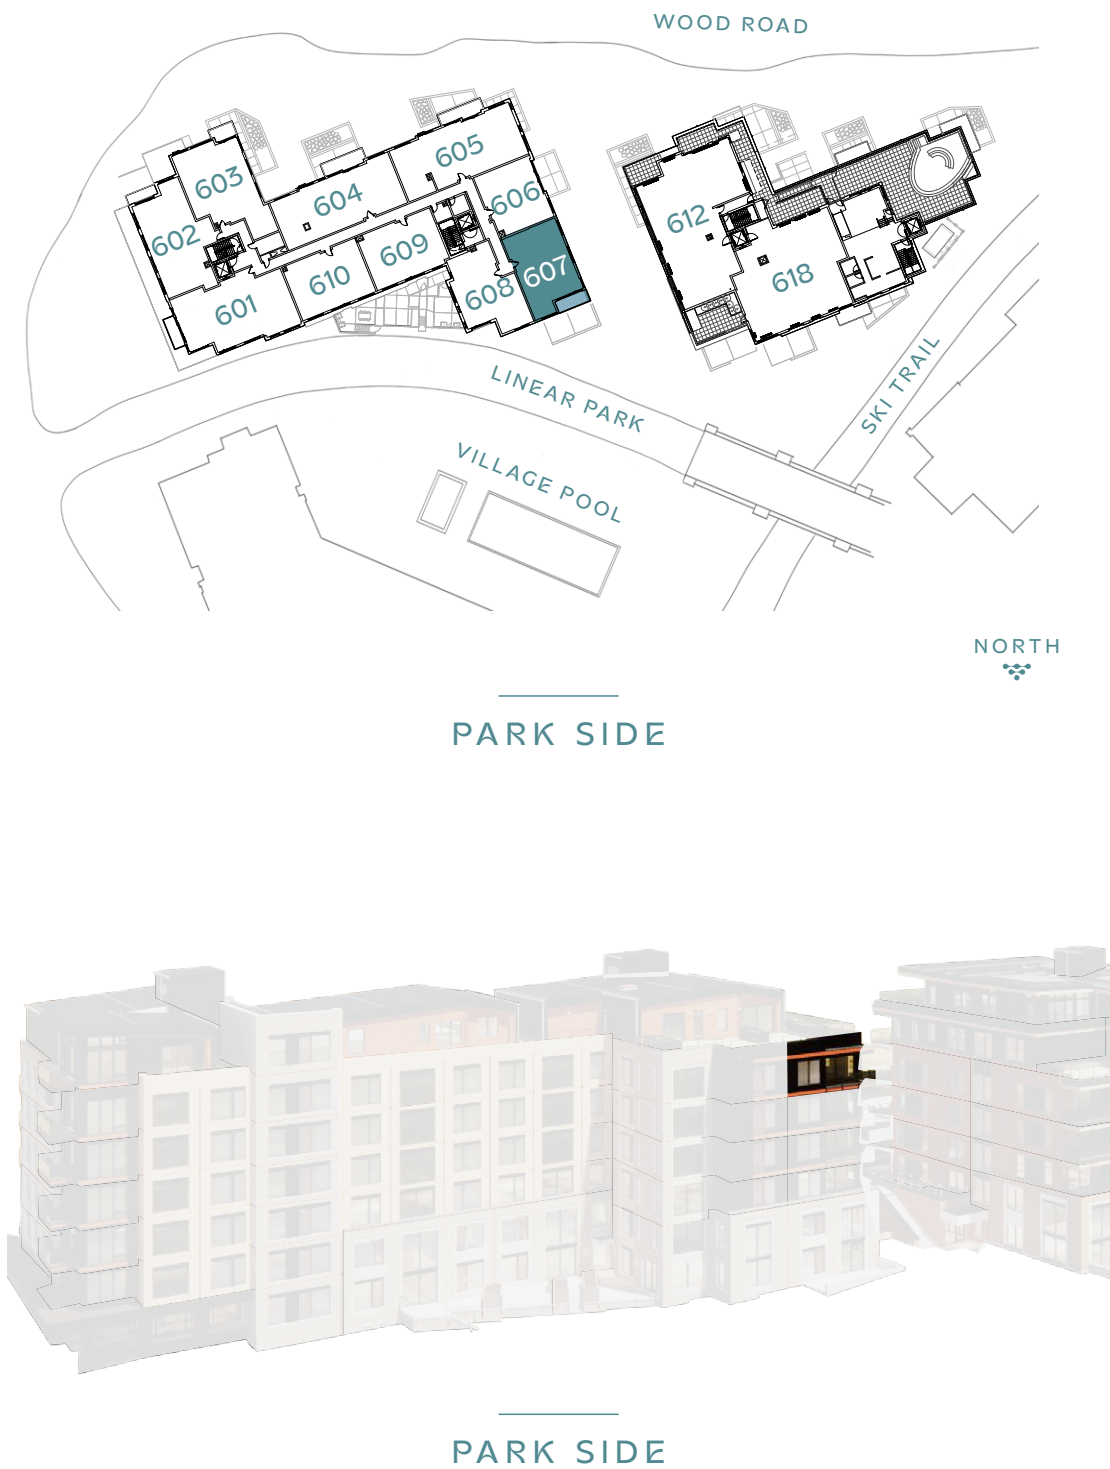 WOOD ROAD
605
603
604
606
612
602
609
607
610
618
608
601
SKI TRAIL
LINEAR PARK
VILLAGE POOL
NORTH
PARK SIDE
PARK SIDE